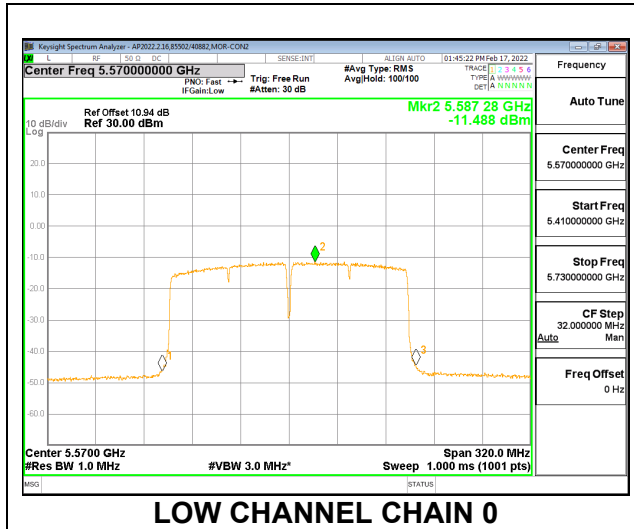 Keysight Spectrum Analyzer - AP2022.2.16,85502/40882,MOR-CON2
L RF 50 Ω DC SENSE:INT ALIGN AUTO 01:45:22 PM Feb 17, 2022
Center Freq 5.570000000 GHz
PNO: Fast
IFGain:Low
Trig: Free Run
#Atten: 30 dB
#Avg Type: RMS
Avg|Hold: 100/100
TRACE 1 2 3 4 5 6
TYPE A WWWWW
DET A N N N N N
Frequency
Ref Offset 10.94 dB
10 dB/div Ref 30.00 dBm
Log
Mkr2 5.587 28 GHz
-11.488 dBm
Auto Tune
Center Freq
5.570000000 GHz
Start Freq
5.410000000 GHz
Stop Freq
5.730000000 GHz
CF Step
32.000000 MHz
Auto Man
Freq Offset
0 Hz
20.0
10.0
0.00
-10.0
-20.0
-30.0
-40.0
-50.0
-60.0
1
2
3
Center 5.5700 GHz Span 320.0 MHz
#Res BW 1.0 MHz #VBW 3.0 MHz* Sweep 1.000 ms (1001 pts)
MSG STATUS
LOW CHANNEL CHAIN 0